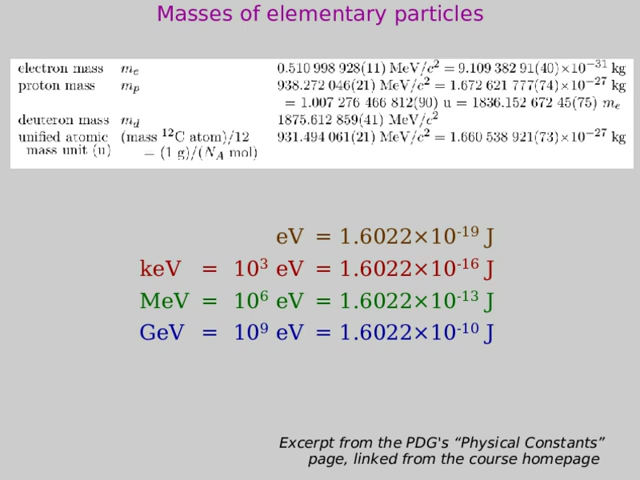 Masses of elementary particles
electron mass mₑ 0.510 998 928(11) MeV/c² = 9.109 382 91(40)×10⁻³¹ kg
proton mass mₚ 938.272 046(21) MeV/c² = 1.672 621 777(74)×10⁻²⁷ kg
= 1.007 276 466 812(90) u = 1836.152 672 45(75) mₑ
deuteron mass m_d 1875.612 859(41) MeV/c²
unified atomic (mass ¹²C atom)/12 931.494 061(21) MeV/c² = 1.660 538 921(73)×10⁻²⁷ kg
mass unit (u) = (1 g)/(N_A mol)
eV = 1.6022×10⁻¹⁹ J
keV = 10³ eV = 1.6022×10⁻¹⁶ J
MeV = 10⁶ eV = 1.6022×10⁻¹³ J
GeV = 10⁹ eV = 1.6022×10⁻¹⁰ J
Excerpt from the PDG's “Physical Constants”
page, linked from the course homepage